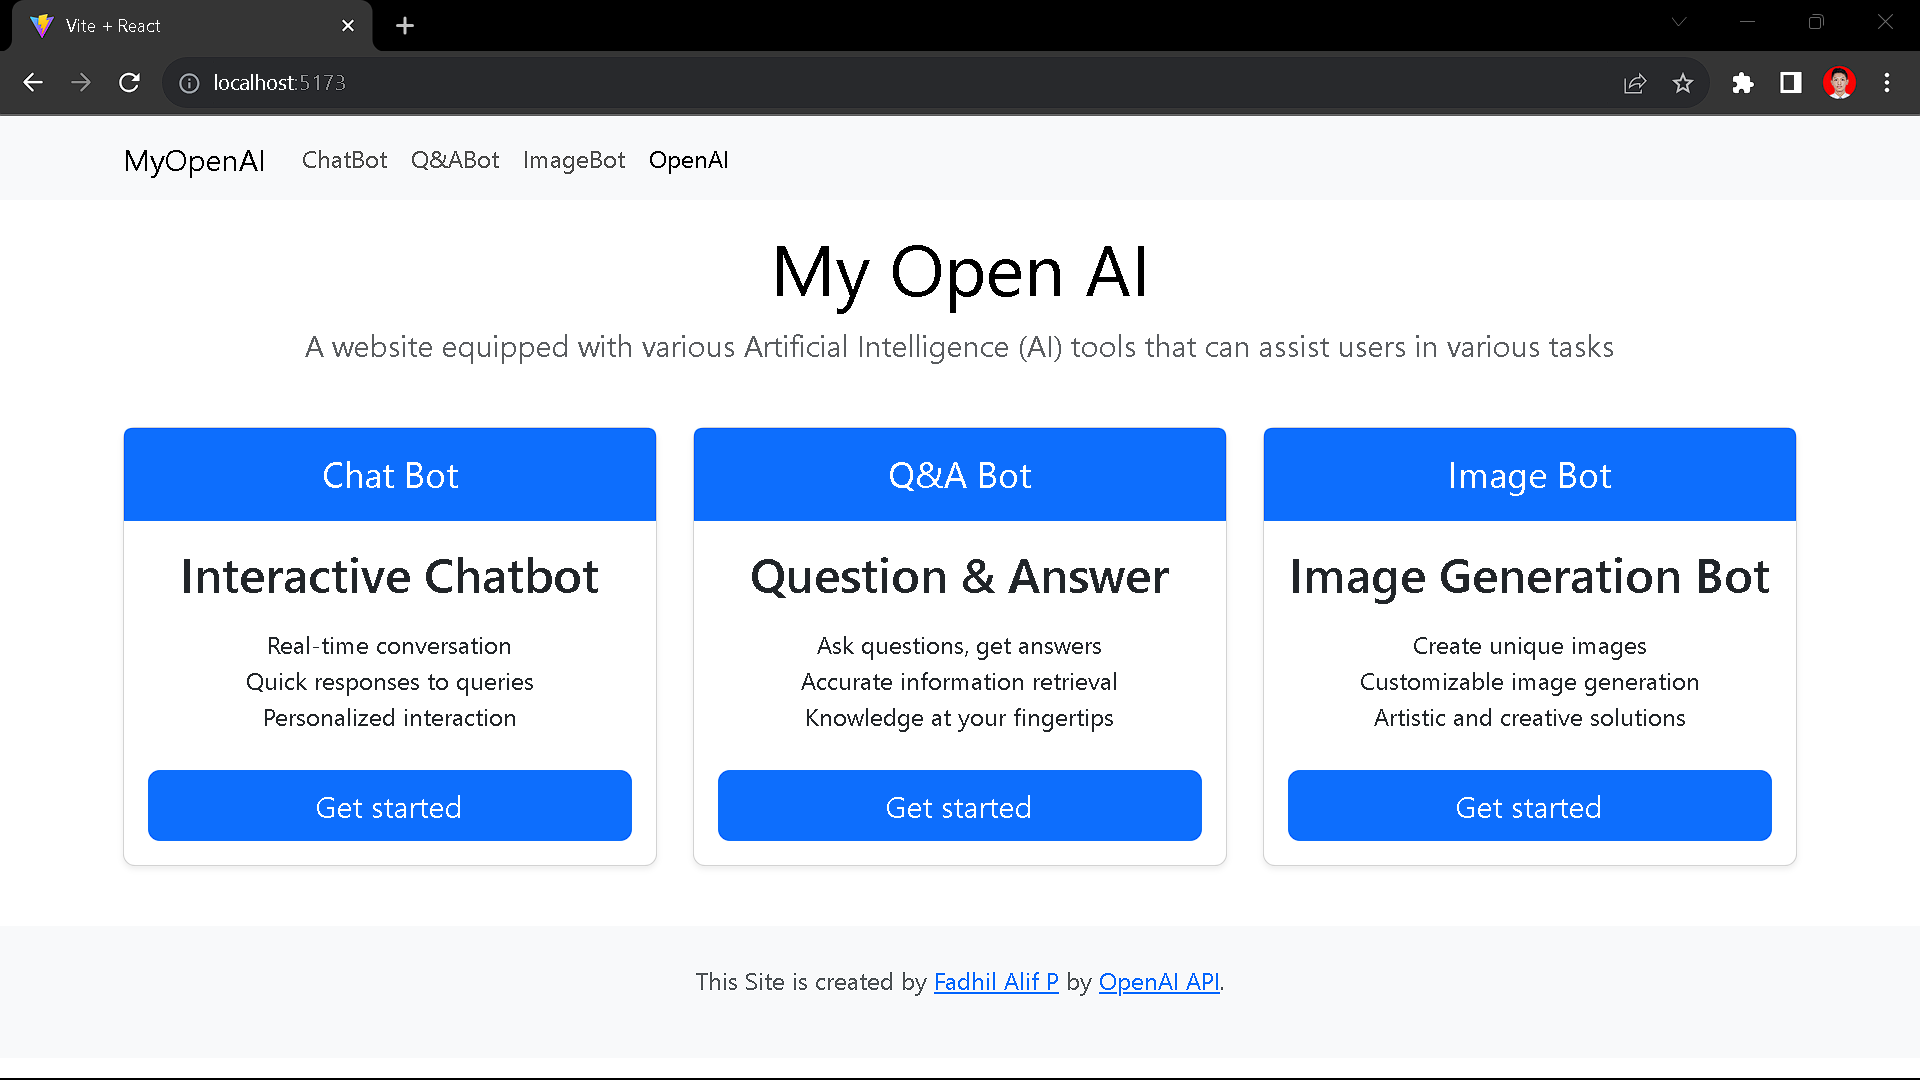 Vite + React
localhost:5173
MyOpenAI ChatBot Q&ABot ImageBot OpenAI
My Open AI
A website equipped with various Artificial Intelligence (AI) tools that can assist users in various tasks
Chat Bot
Interactive Chatbot
Real-time conversation
Quick responses to queries
Personalized interaction
Get started
Q&A Bot
Question & Answer
Ask questions, get answers
Accurate information retrieval
Knowledge at your fingertips
Get started
Image Bot
Image Generation Bot
Create unique images
Customizable image generation
Artistic and creative solutions
Get started
This Site is created by Fadhil Alif P by OpenAI API.